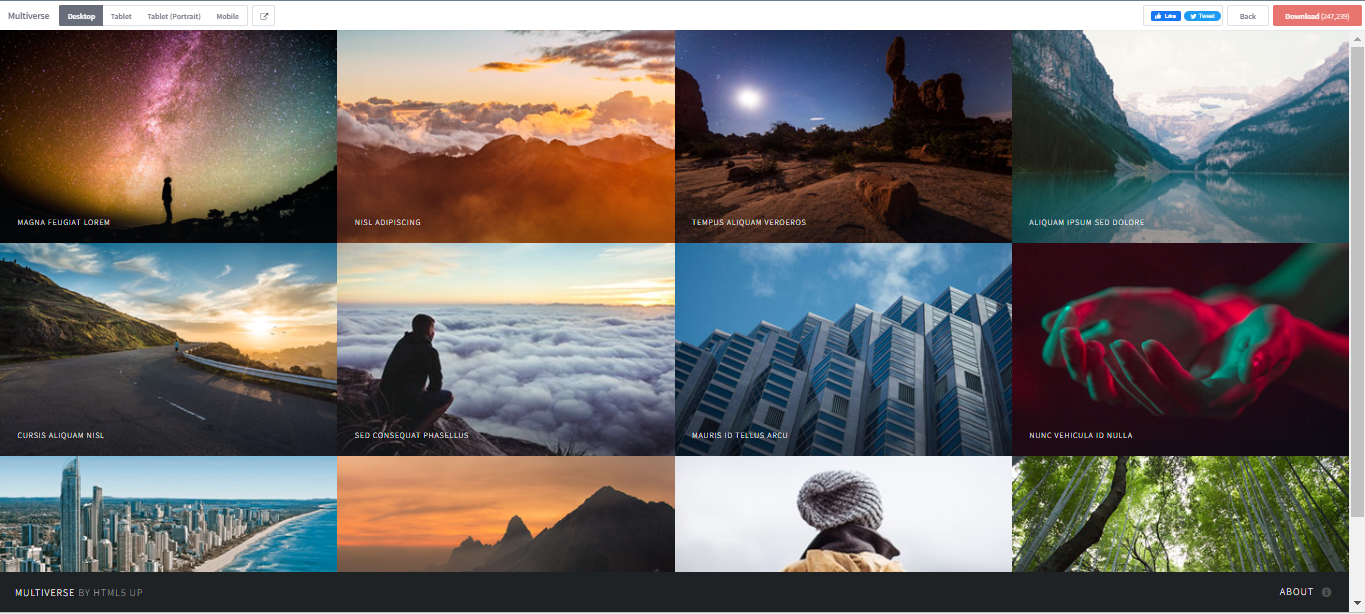 Multiverse Desktop Tablet Tablet (Portrait) Mobile Like Tweet Back Download (247,239)
MAGNA FEUGIAT LOREM NISL ADIPISCING TEMPUS ALIQUAM VEROEROS ALIQUAM IPSUM SED DOLORE
CURSIS ALIQUAM NISL SED CONSEQUAT PHASELLUS MAURIS ID TELLUS ARCU NUNC VEHICULA ID NULLA
MULTIVERSE BY HTML5 UP ABOUT